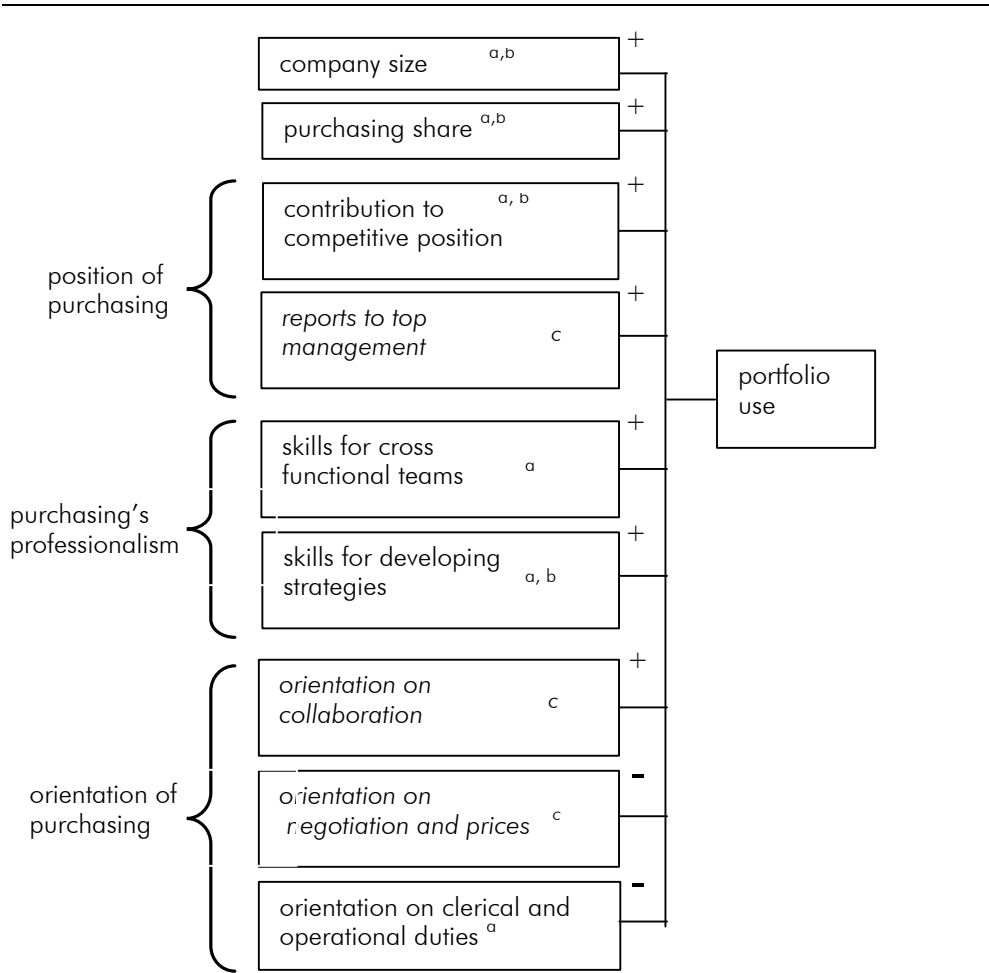 company size a,b
+
purchasing share a,b
+
position of
purchasing
contribution to a, b
competitive position
+
reports to top
management c
+
portfolio
use
purchasing's
professionalism
skills for cross
functional teams a
+
skills for developing
strategies a, b
+
orientation of
purchasing
orientation on
collaboration c
+
orientation on
negotiation and prices c
-
orientation on clerical and
operational duties a
-